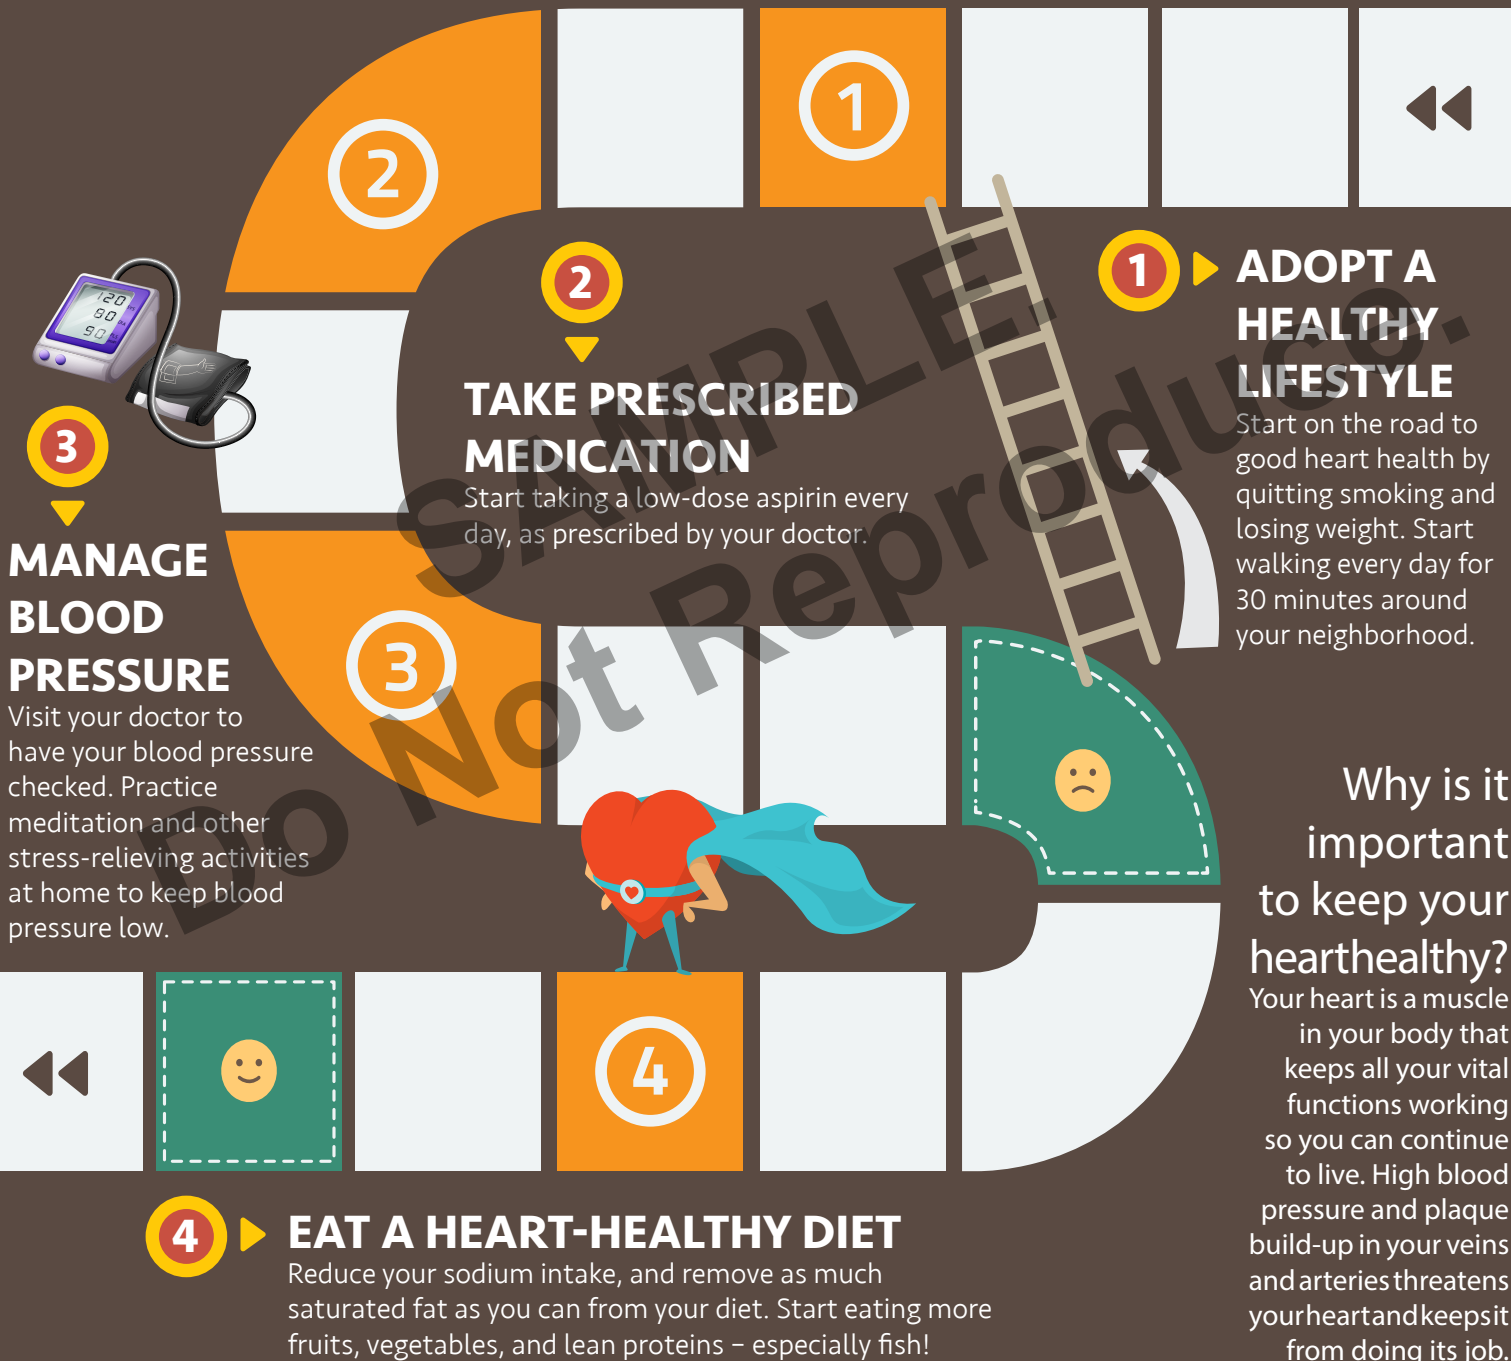 1
2
1
ADOPT A
HEALTHY
LIFESTYLE
Start on the road to
good heart health by
quitting smoking and
losing weight. Start
walking every day for
30 minutes around
your neighborhood.
2
TAKE PRESCRIBED
MEDICATION
Start taking a low-dose aspirin every
day, as prescribed by your doctor.
120
80
90
3
MANAGE
BLOOD
PRESSURE
Visit your doctor to
have your blood pressure
checked. Practice
meditation and other
stress-relieving activities
at home to keep blood
pressure low.
3
SAMPLE.
Do Not Reproduce.
Why is it
important
to keep your
hearthealthy?
Your heart is a muscle
in your body that
keeps all your vital
functions working
so you can continue
to live. High blood
pressure and plaque
build-up in your veins
and arteries threatens
yourheartandkeepsit
from doing its job.
4
4
EAT A HEART-HEALTHY DIET
Reduce your sodium intake, and remove as much
saturated fat as you can from your diet. Start eating more
fruits, vegetables, and lean proteins – especially fish!